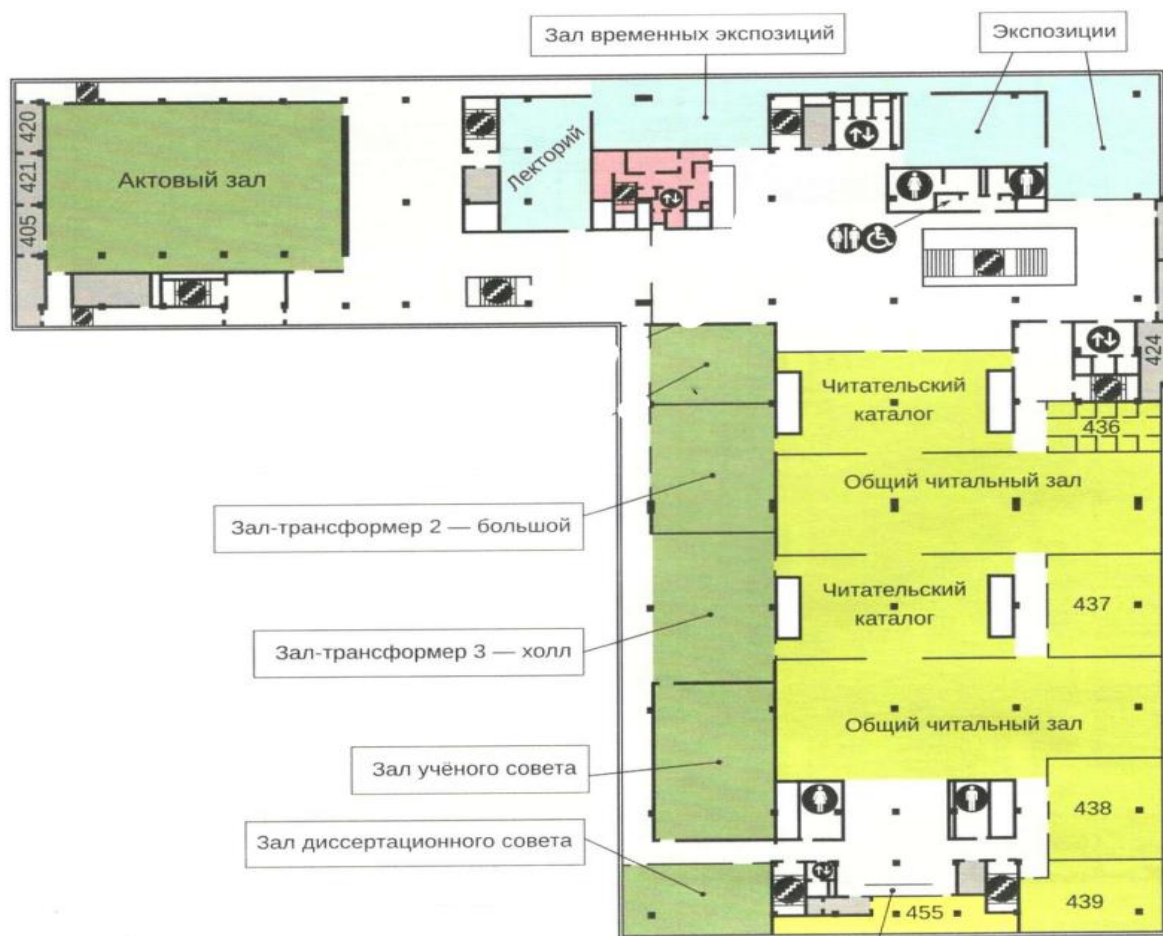 Зал временных экспозиций
Экспозиции
420
421
405
Актовый зал
Лекторий
424
Читательский
каталог
436
Общий читальный зал
Зал-трансформер 2 — большой
Читательский
каталог
437
Зал-трансформер 3 — холл
Общий читальный зал
Зал учёного совета
438
Зал диссертационного совета
439
455